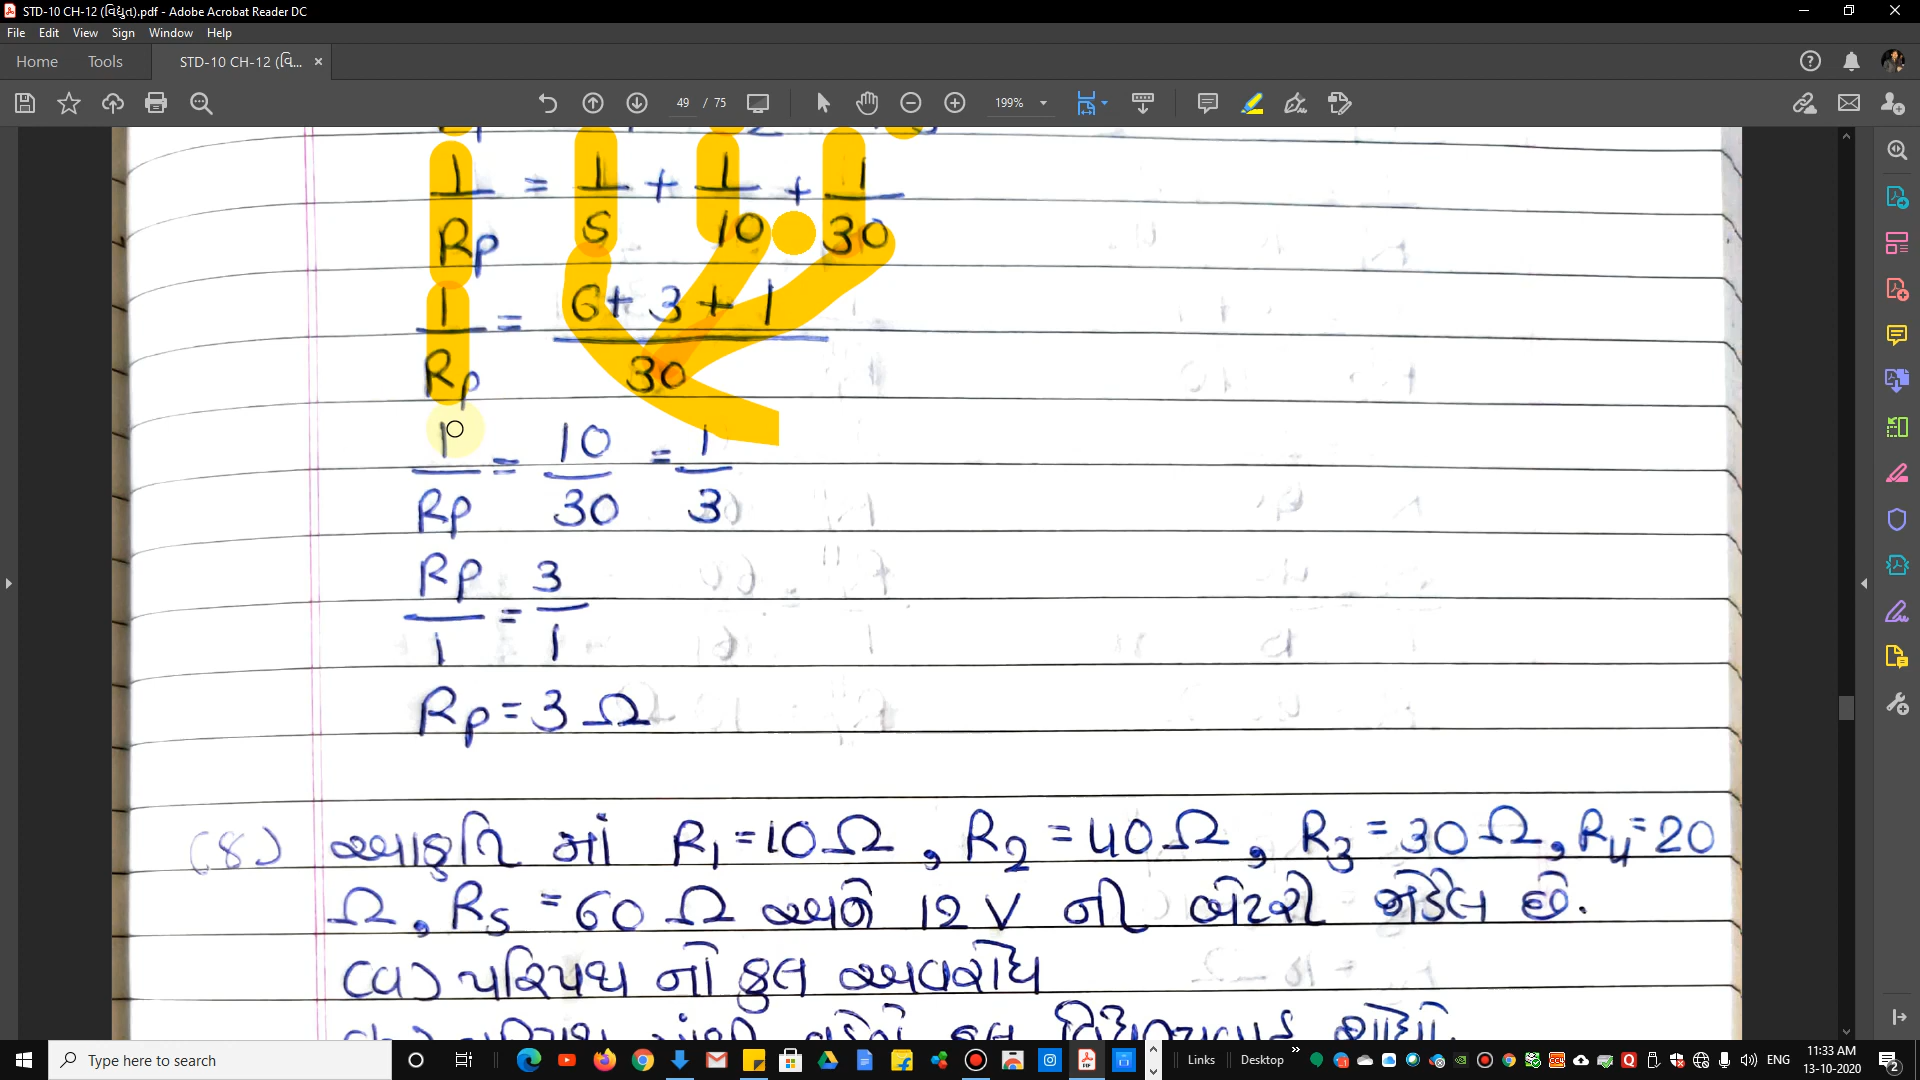 STD-10 CH-12 (વિદ્યુત).pdf - Adobe Acrobat Reader DC
File Edit View Sign Window Help
Home Tools STD-10 CH-12 (વિ... ×
49 / 75 199%
1/Rp = 1/5 + 1/10 + 1/30
1/Rp = 6+3+1/30
1/Rp = 10/30 = 1/3
Rp/1 = 3/1
Rp = 3 Ω
(8) આકૃતિ માં R1 = 10 Ω, R2 = 40 Ω, R3 = 30 Ω, R4 = 20
Ω, R5 = 60 Ω અને 12 V ની બેટરી જોડેલ છે.
(a) પરિપથ નો કુલ અવરોધ
Type here to search
Links Desktop » ENG 11:33 AM
13-10-2020 2